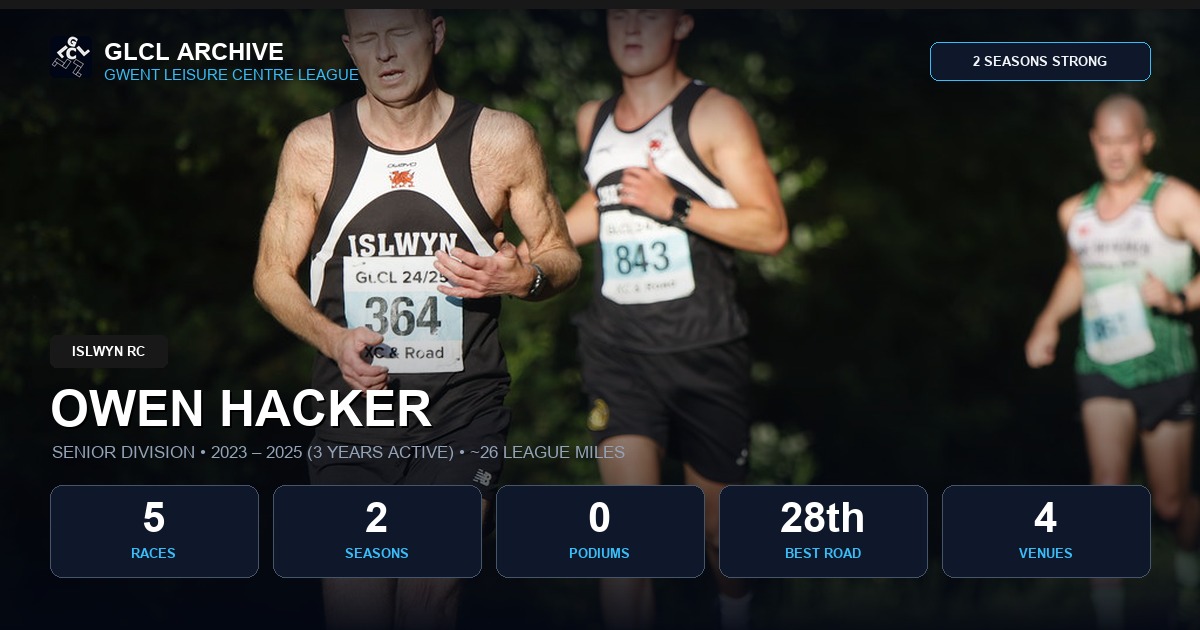 GLCL ARCHIVE
GWENT LEISURE CENTRE LEAGUE
2 SEASONS STRONG
ISLWYN
GLCL 24/25
364
XC & Road
843
ISLWYN RC
OWEN HACKER
SENIOR DIVISION • 2023 – 2025 (3 YEARS ACTIVE) • ~26 LEAGUE MILES
5
RACES
2
SEASONS
0
PODIUMS
28th
BEST ROAD
4
VENUES